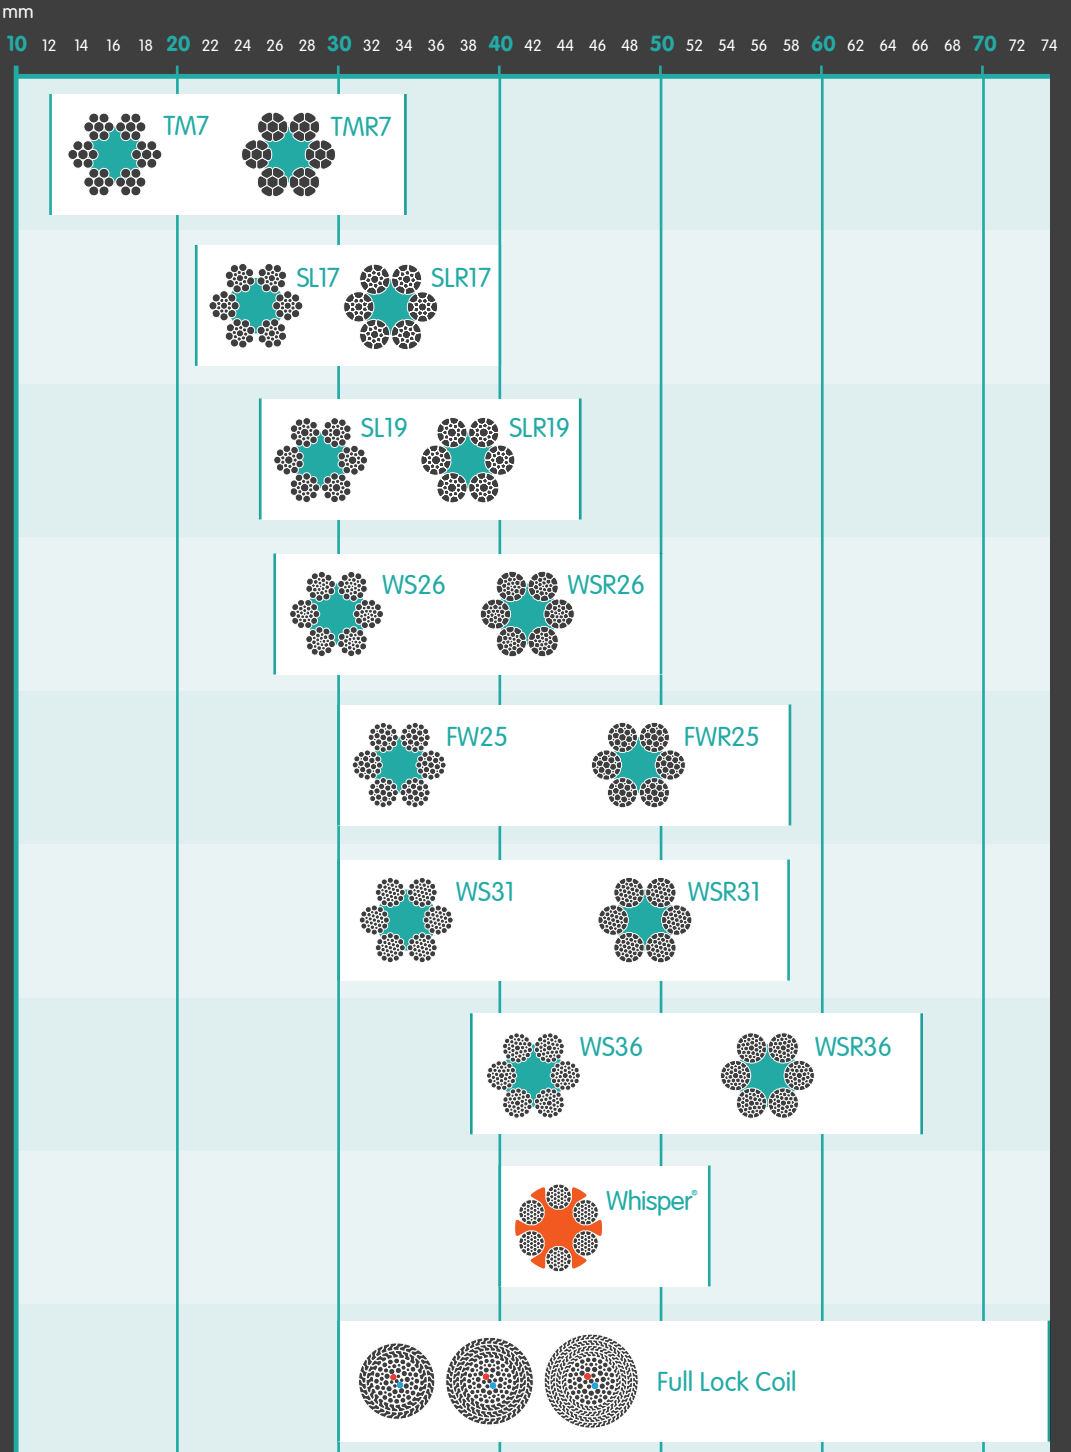 mm
10 12 14 16 18 20 22 24 26 28 30 32 34 36 38 40 42 44 46 48 50 52 54 56 58 60 62 64 66 68 70 72 74
TM7 TMR7
SL17 SLR17
SL19 SLR19
WS26 WSR26
FW25 FWR25
WS31 WSR31
WS36 WSR36
Whisper®
Full Lock Coil